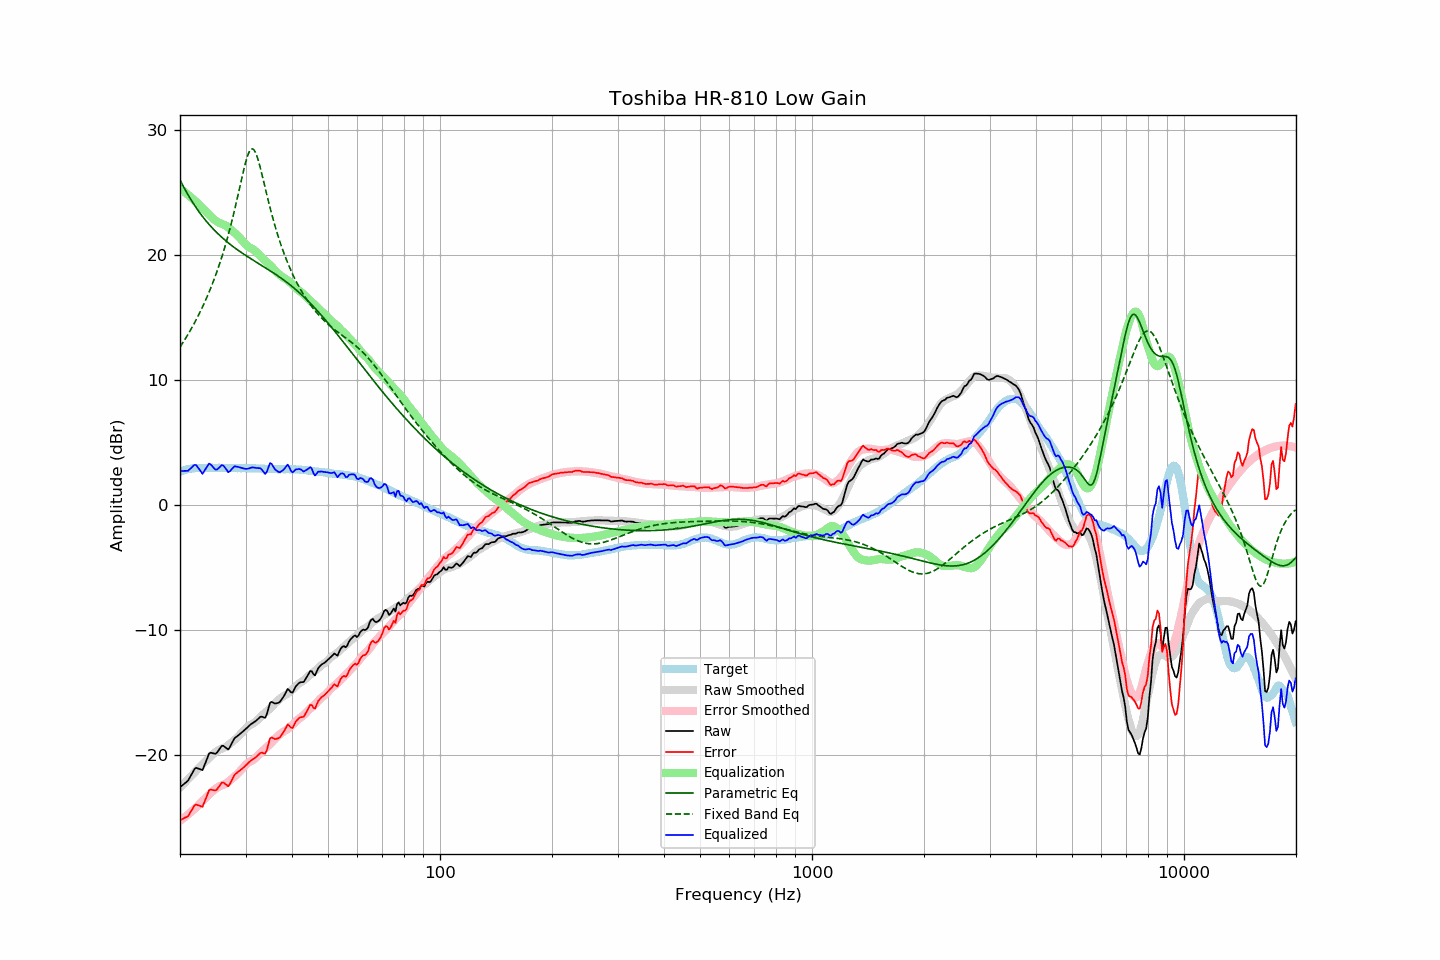 Toshiba HR-810 Low Gain
30
20
10
0
−10
−20
Amplitude (dBr)
100
1000
10000
Frequency (Hz)
Target
Raw Smoothed
Error Smoothed
Raw
Error
Equalization
Parametric Eq
Fixed Band Eq
Equalized